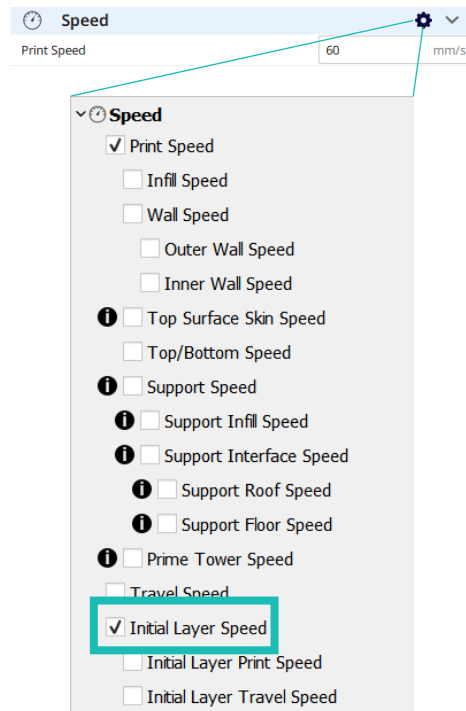 Speed
Print Speed 60 mm/s
Speed
Print Speed
Infill Speed
Wall Speed
Outer Wall Speed
Inner Wall Speed
Top Surface Skin Speed
Top/Bottom Speed
Support Speed
Support Infill Speed
Support Interface Speed
Support Roof Speed
Support Floor Speed
Prime Tower Speed
Travel Speed
Initial Layer Speed
Initial Layer Print Speed
Initial Layer Travel Speed